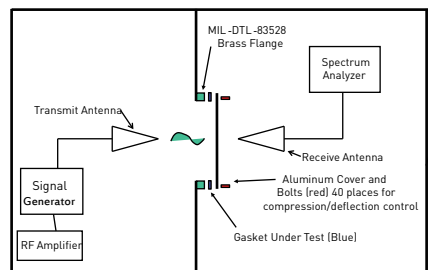 MIL-DTL-83528
Brass Flange
Spectrum
Analyzer
Transmit Antenna
Receive Antenna
Signal
Generator
Aluminum Cover and
Bolts (red) 40 places for
compression/deflection control
RF Amplifier
Gasket Under Test (Blue)